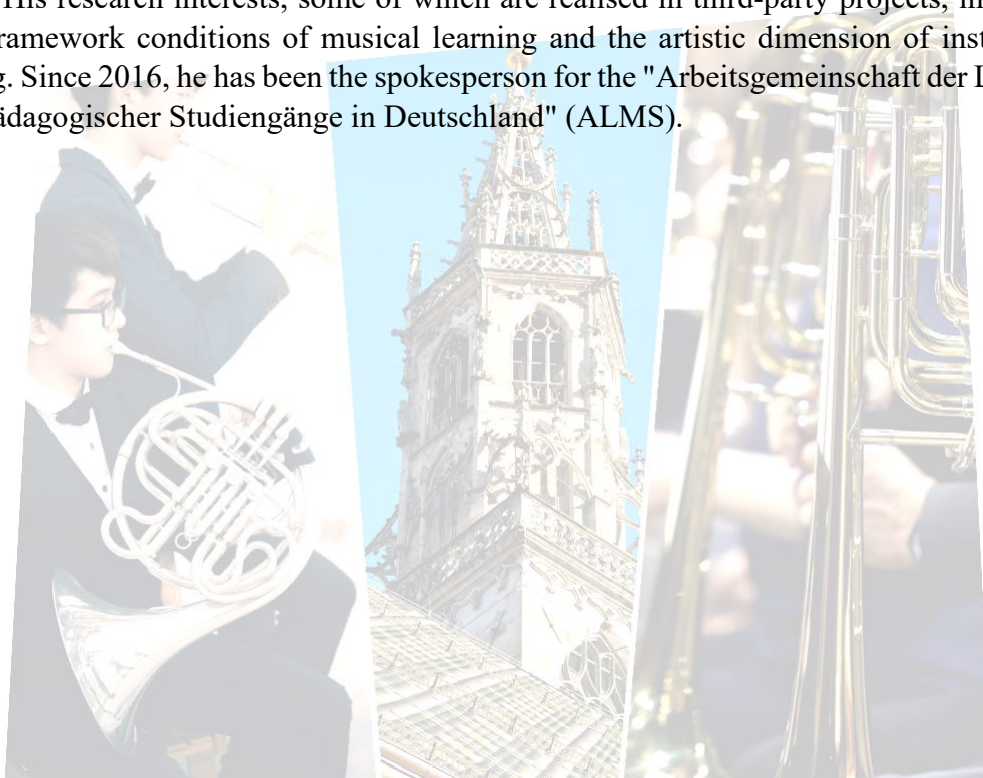 His research interests, some of which are realised in third-party projects,
ramework conditions of musical learning and the artistic dimension of inst
g. Since 2016, he has been the spokesperson for the "Arbeitsgemeinschaft der
ädagogischer Studiengänge in Deutschland" (ALMS).